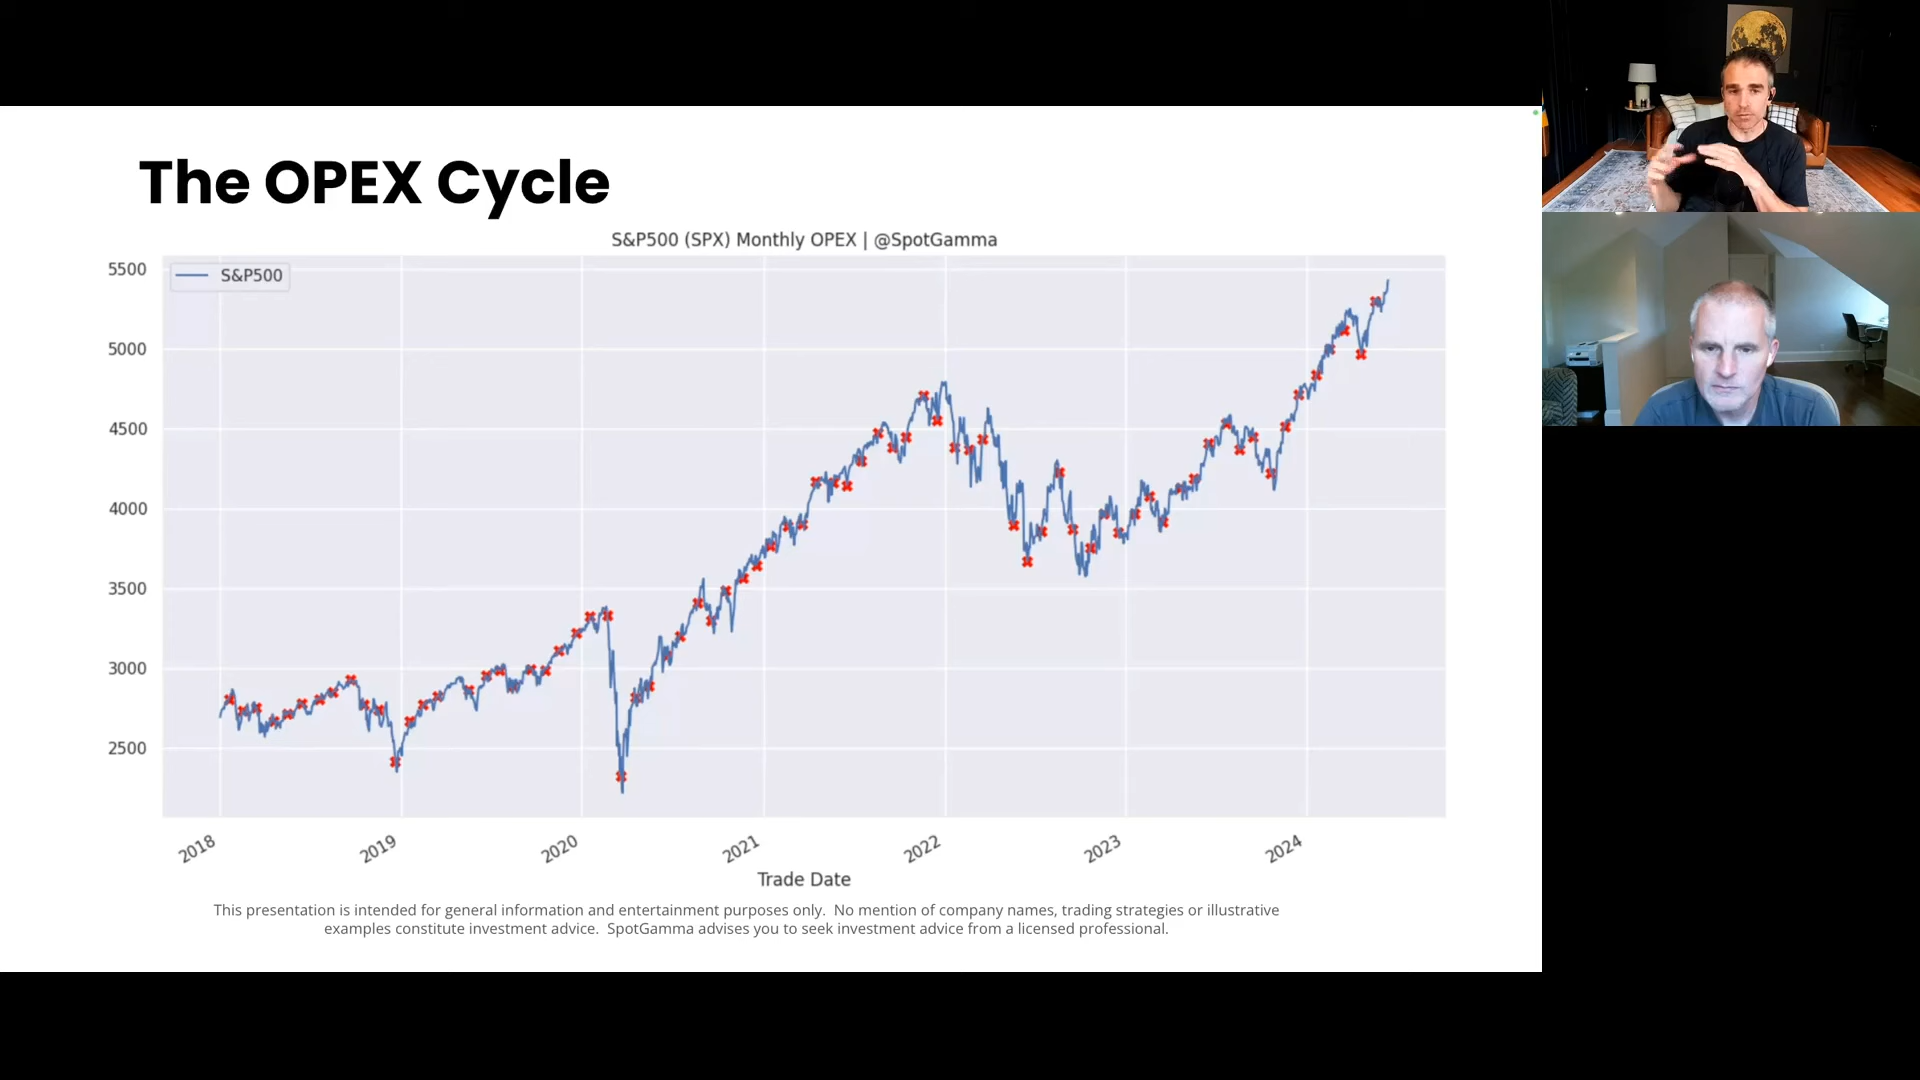 The OPEX Cycle
S&P500 (SPX) Monthly OPEX | @SpotGamma
S&P500
5500
5000
4500
4000
3500
3000
2500
2018
2019
2020
2021
2022
2023
2024
Trade Date
This presentation is intended for general information and entertainment purposes only. No mention of company names, trading strategies or illustrative
examples constitute investment advice. SpotGamma advises you to seek investment advice from a licensed professional.